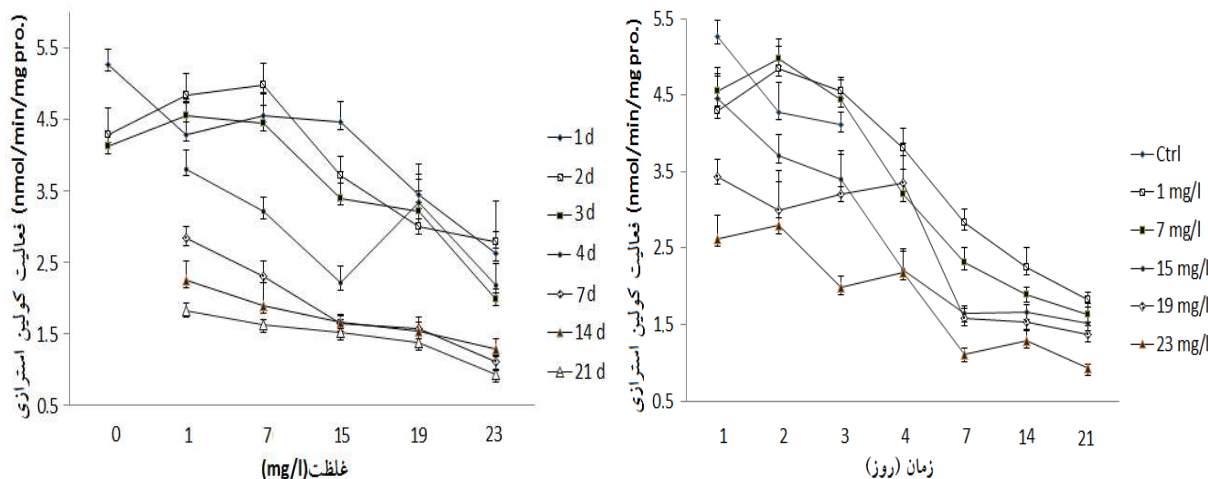 فعالیت کولین استرازی (nmol/min/mg pro.)
5.5
4.5
3.5
2.5
1.5
0.5
0 1 7 15 19 23
غلظت(mg/l)
1 d
2 d
3 d
4 d
7 d
14 d
21 d
فعالیت کولین استرازی (nmol/min/mg pro.)
5.5
4.5
3.5
2.5
1.5
0.5
1 2 3 4 7 14 21
زمان (روز)
Ctrl
1 mg/l
7 mg/l
15 mg/l
19 mg/l
23 mg/l